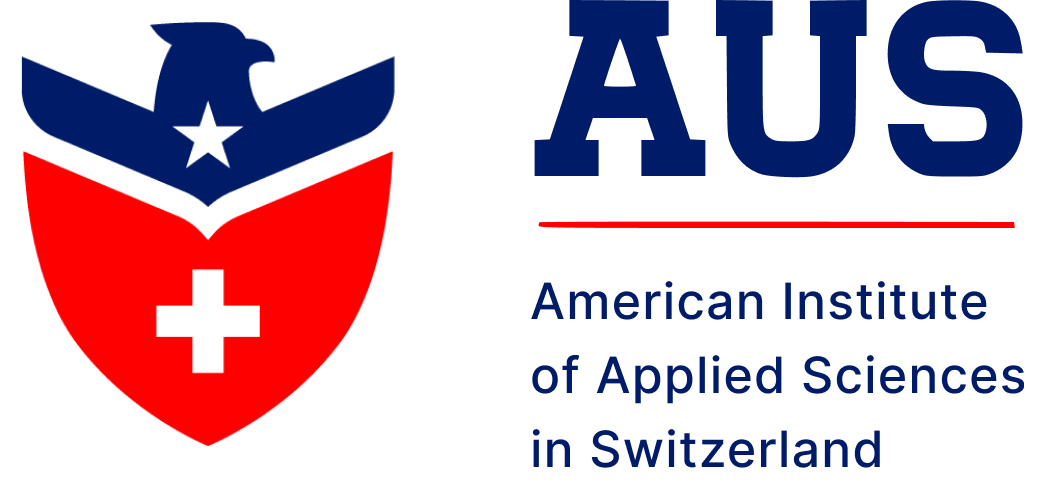 AUS
American Institute
of Applied Sciences
in Switzerland